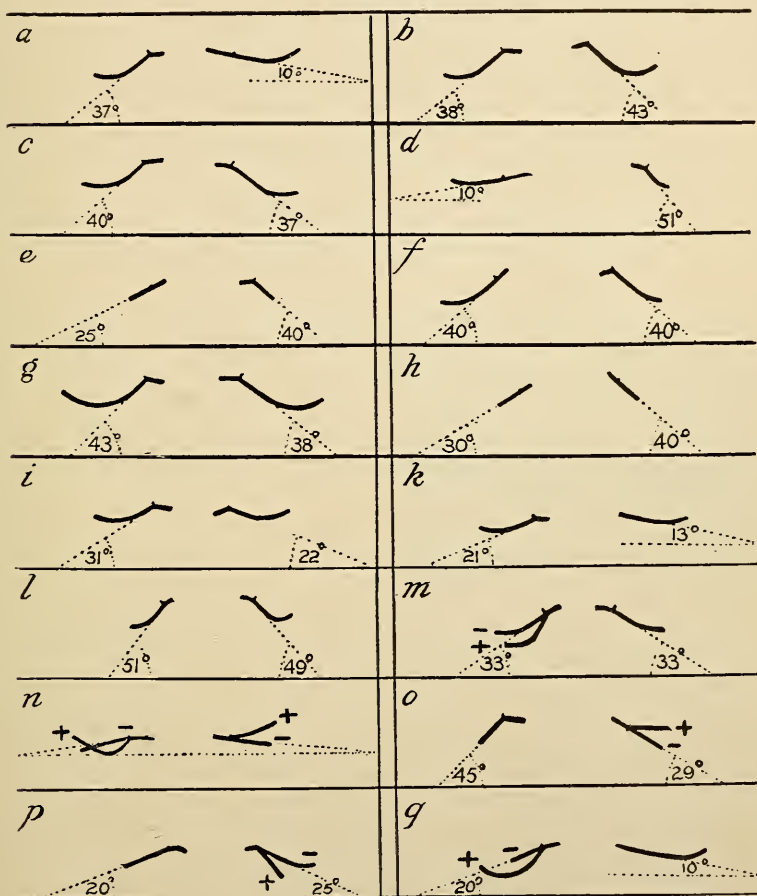 a 37° 10°
b 38° 43°
c 40° 37°
d 10° 51°
e 25° 40°
f 40° 40°
g 43° 38°
h 30° 40°
i 31° 22°
k 21° 13°
l 51° 49°
m - + 33° 33°
n + - + -
o 45° + - 29°
p 20° - + 25°
q + - 20° 10°